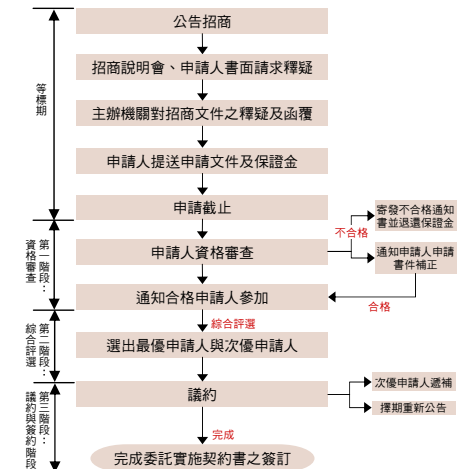 公告招商
招商說明會、申請人書面請求釋疑
等標期
主辦機關對招商文件之釋疑及函覆
申請人提送申請文件及保證金
申請截止
寄發不合格通知
書並退還保證金
不合格
第一階段：
資格審查
申請人資格審查
通知申請人申請
書件補正
通知合格申請人參加
合格
綜合評選
第二階段：
綜合評選
選出最優申請人與次優申請人
次優申請人遞補
議約
擇期重新公告
第三階段：
議約與簽約階段
完成
完成委託實施契約書之簽訂